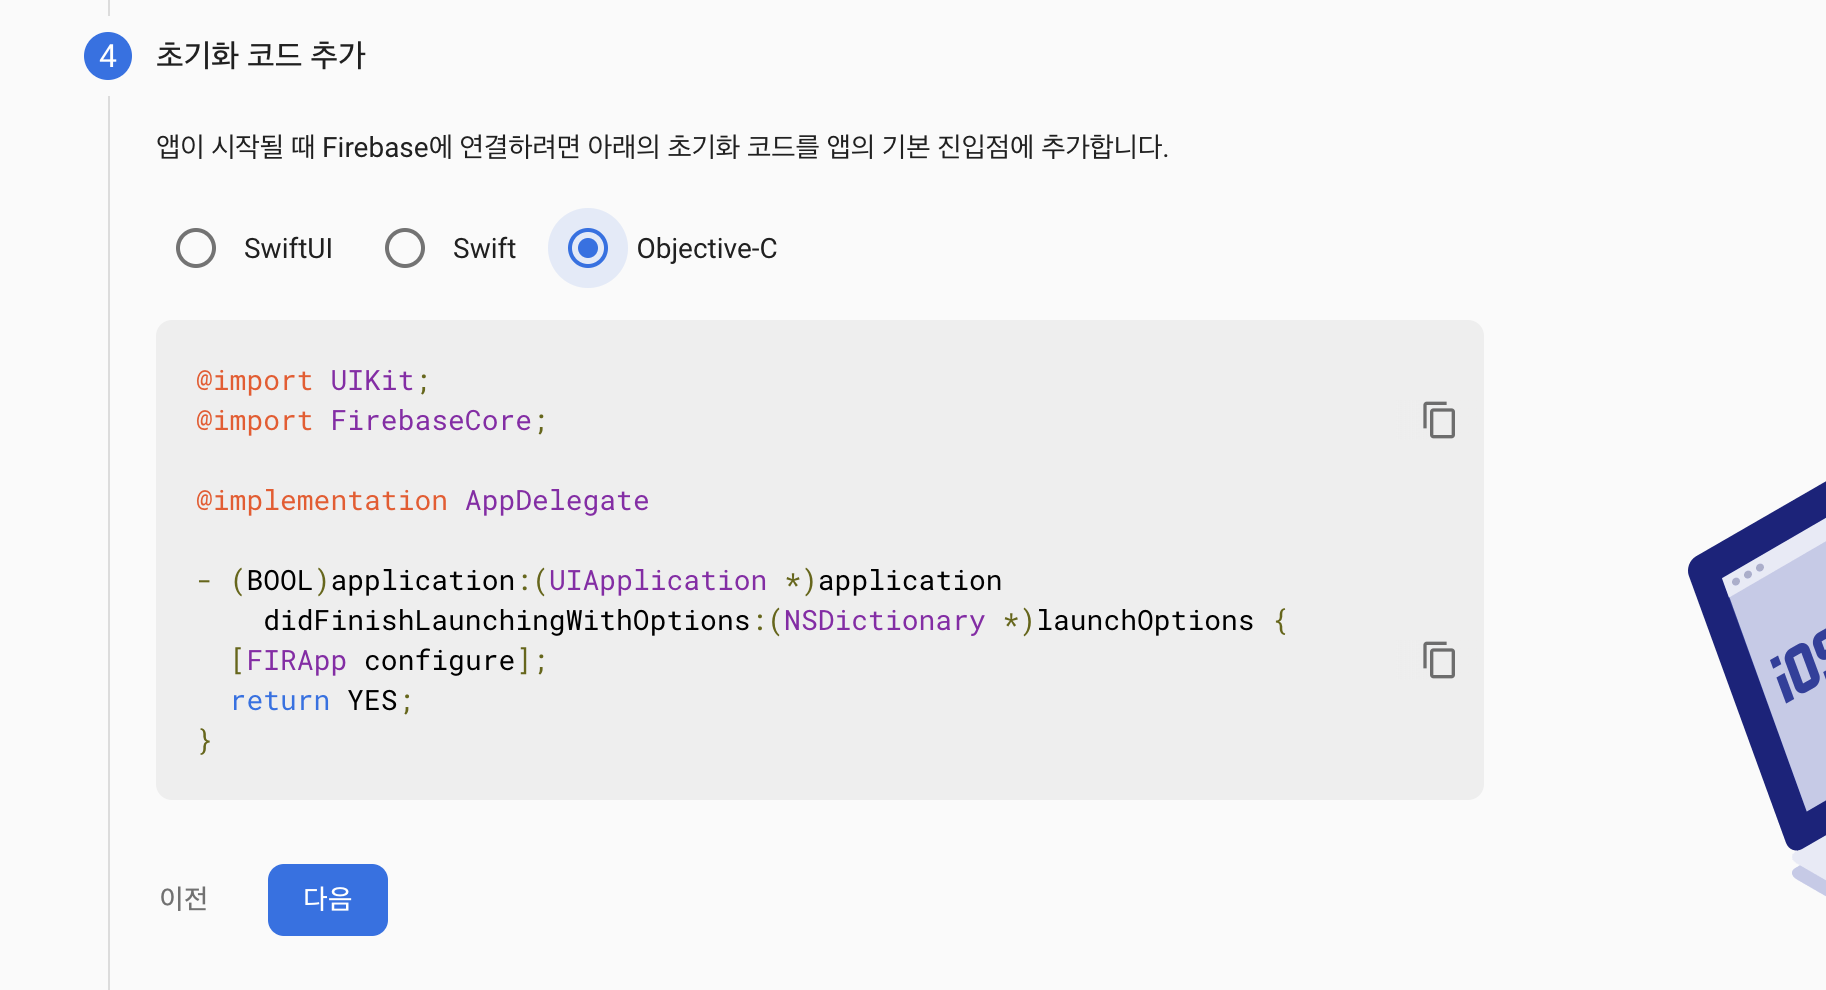 4 초기화 코드 추가
앱이 시작될 때 Firebase에 연결하려면 아래의 초기화 코드를 앱의 기본 진입점에 추가합니다.
SwiftUI Swift Objective-C
@import UIKit;
@import FirebaseCore;
@implementation AppDelegate
- (BOOL)application:(UIApplication *)application
didFinishLaunchingWithOptions:(NSDictionary *)launchOptions {
[FIRApp configure];
return YES;
}
이전 다음